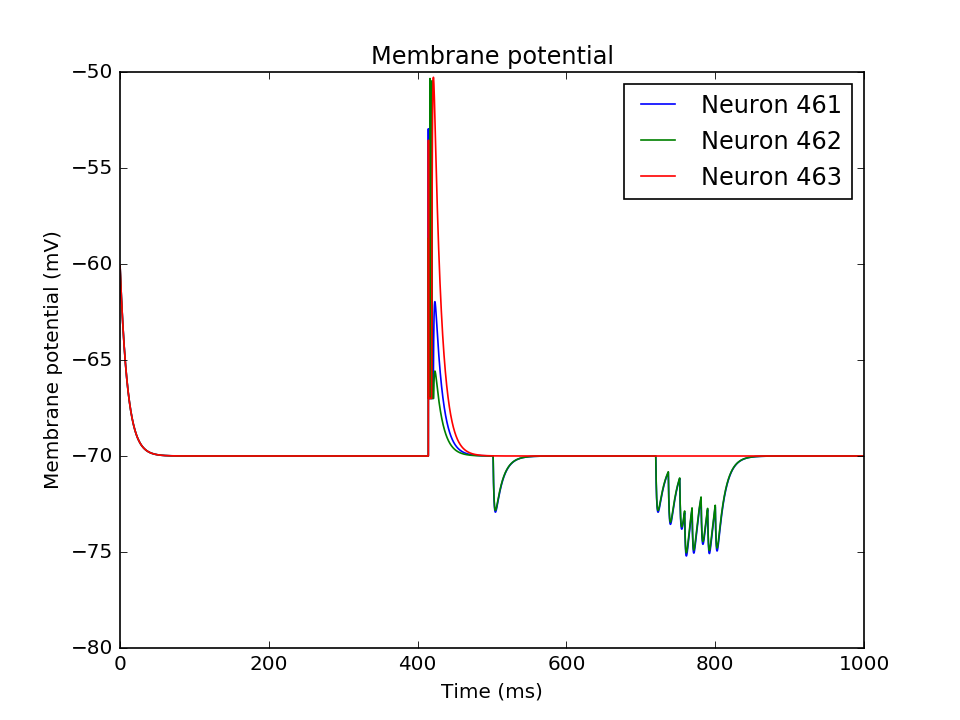 Membrane potential
Neuron 461
Neuron 462
Neuron 463
Membrane potential (mV)
−50
−55
−60
−65
−70
−75
−80
0 200 400 600 800 1000
Time (ms)